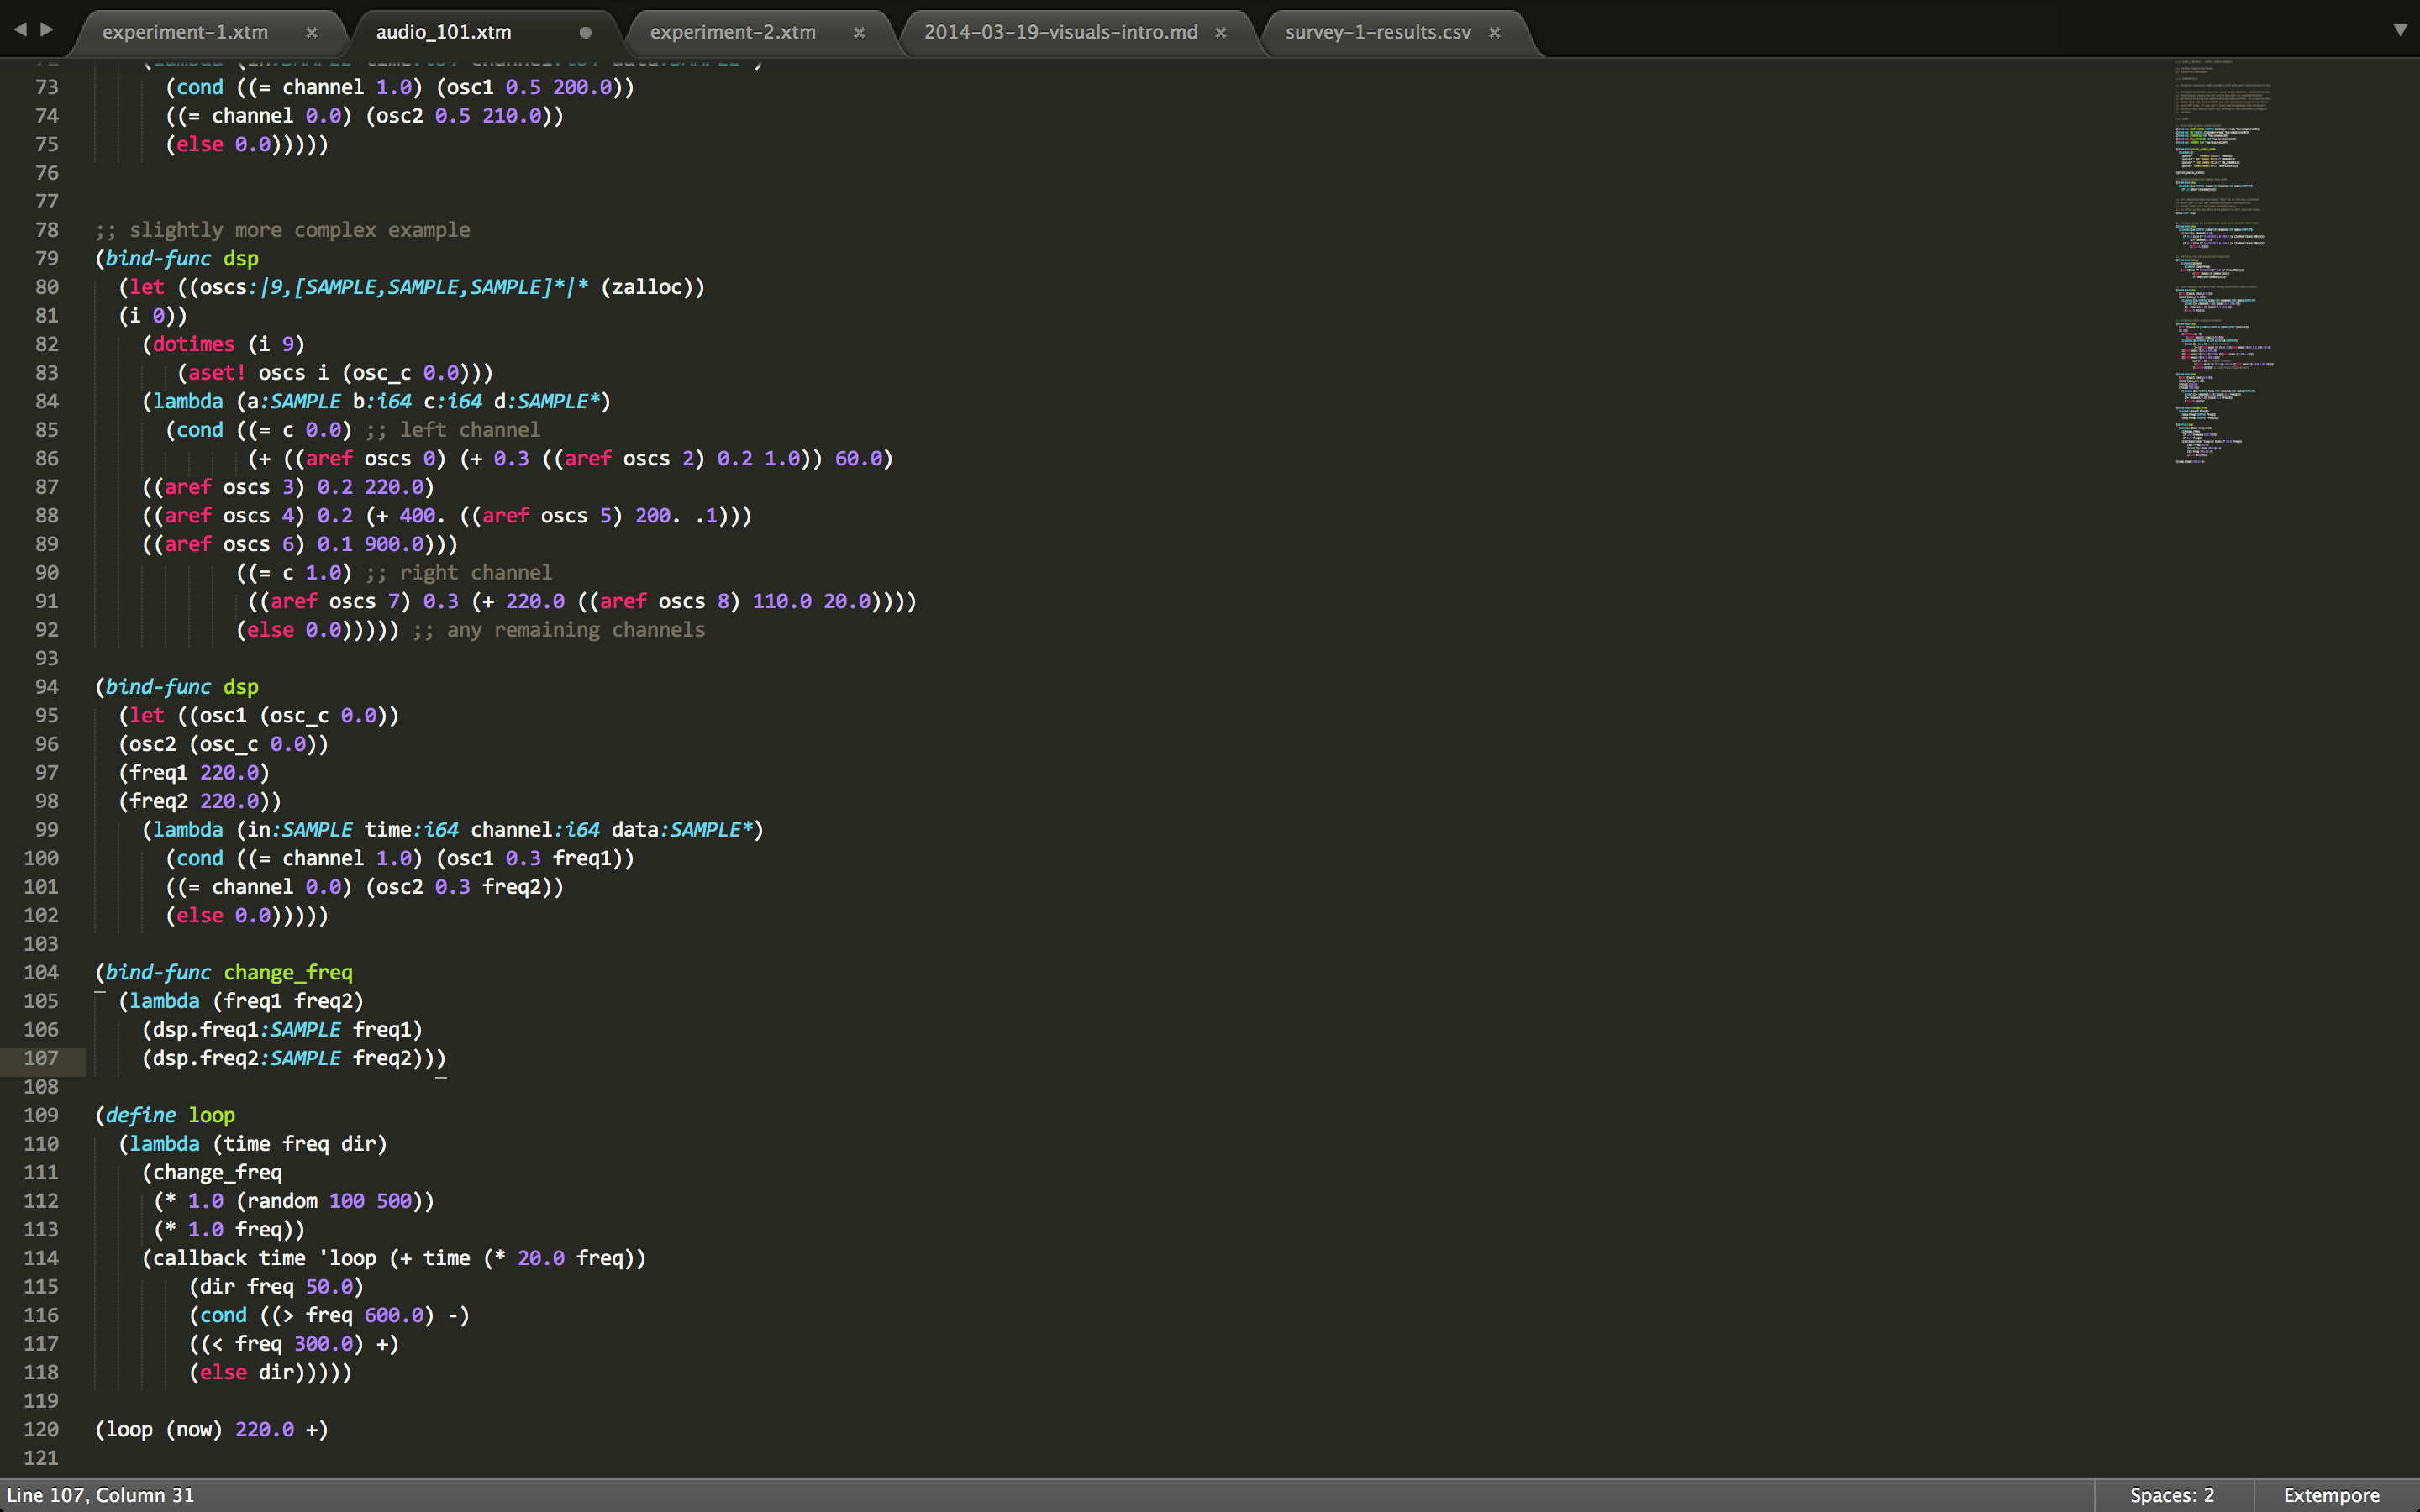 experiment-1.xtm
audio_101.xtm
experiment-2.xtm
2014-03-19-visuals-intro.md
survey-1-results.csv
73 (cond ((= channel 1.0) (osc1 0.5 200.0))
74 ((= channel 0.0) (osc2 0.5 210.0))
75 (else 0.0)))))
76
77
78 ;; slightly more complex example
79 (bind-func dsp
80 (let ((oscs:|9,[SAMPLE,SAMPLE,SAMPLE]*|* (zalloc))
81 (i 0))
82 (dotimes (i 9)
83 (aset! oscs i (osc_c 0.0)))
84 (lambda (a:SAMPLE b:i64 c:i64 d:SAMPLE*)
85 (cond ((= c 0.0) ;; left channel
86 (+ ((aref oscs 0) (+ 0.3 ((aref oscs 2) 0.2 1.0)) 60.0)
87 ((aref oscs 3) 0.2 220.0)
88 ((aref oscs 4) 0.2 (+ 400. ((aref oscs 5) 200. .1)))
89 ((aref oscs 6) 0.1 900.0)))
90 ((= c 1.0) ;; right channel
91 ((aref oscs 7) 0.3 (+ 220.0 ((aref oscs 8) 110.0 20.0))))
92 (else 0.0))))) ;; any remaining channels
93
94 (bind-func dsp
95 (let ((osc1 (osc_c 0.0))
96 (osc2 (osc_c 0.0))
97 (freq1 220.0)
98 (freq2 220.0))
99 (lambda (in:SAMPLE time:i64 channel:i64 data:SAMPLE*)
100 (cond ((= channel 1.0) (osc1 0.3 freq1))
101 ((= channel 0.0) (osc2 0.3 freq2))
102 (else 0.0)))))
103
104 (bind-func change_freq
105 (lambda (freq1 freq2)
106 (dsp.freq1:SAMPLE freq1)
107 (dsp.freq2:SAMPLE freq2)))
108
109 (define loop
110 (lambda (time freq dir)
111 (change_freq
112 (* 1.0 (random 100 500))
113 (* 1.0 freq))
114 (callback time 'loop (+ time (* 20.0 freq))
115 (dir freq 50.0)
116 (cond ((> freq 600.0) -)
117 ((< freq 300.0) +)
118 (else dir)))))
119
120 (loop (now) 220.0 +)
121
Line 107, Column 31
Spaces: 2
Extempore